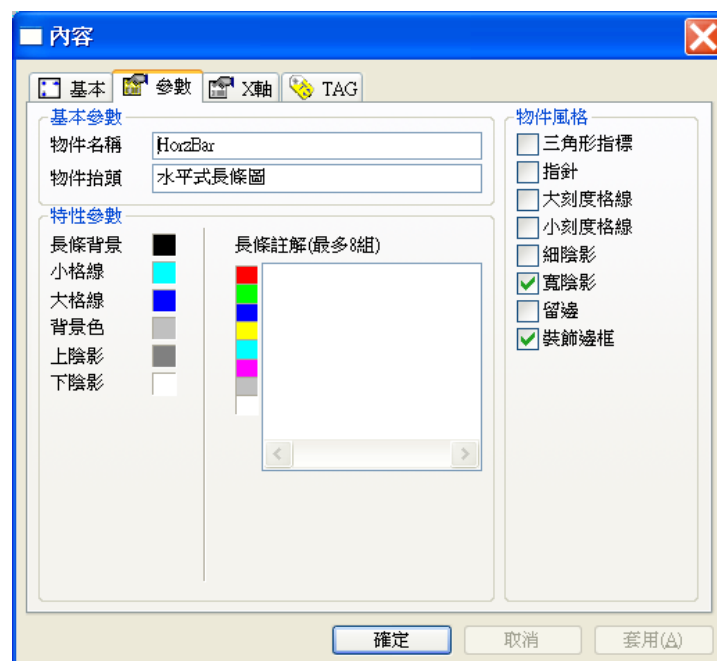 內容
基本 參數 X軸 TAG
基本參數
物件名稱 HorzBar
物件抬頭 水平式長條圖
特性參數
長條背景
小格線
大格線
背景色
上陰影
下陰影
長條註解(最多8組)
物件風格
三角形指標
指針
大刻度格線
小刻度格線
細陰影
寬陰影
留邊
裝飾邊框
確定 取消 套用(A)